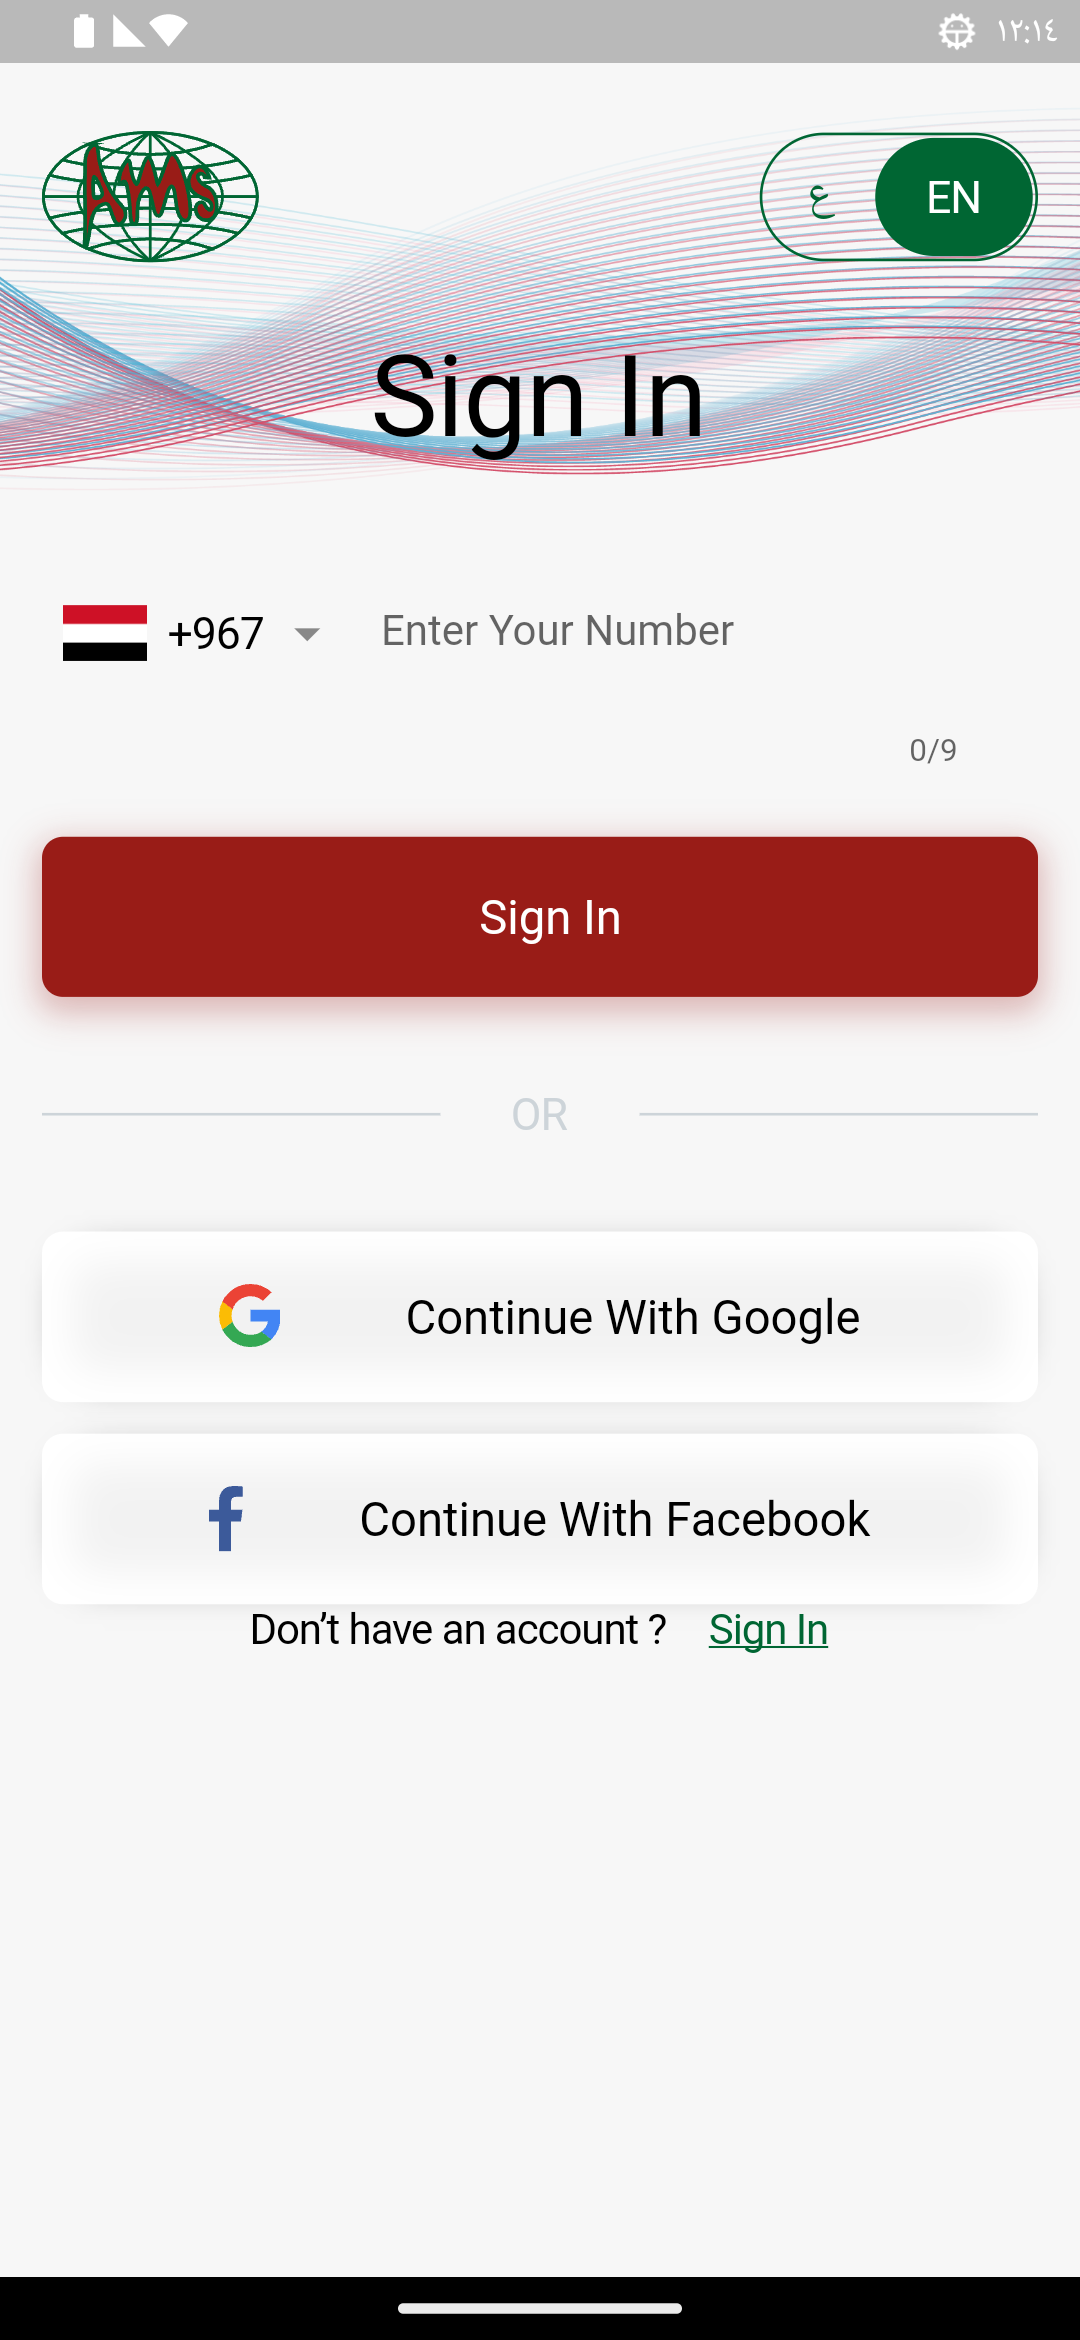 ١٢:١٤
Ams
ع EN
Sign In
+967 Enter Your Number
0/9
Sign In
OR
Continue With Google
Continue With Facebook
Don’t have an account ? Sign In